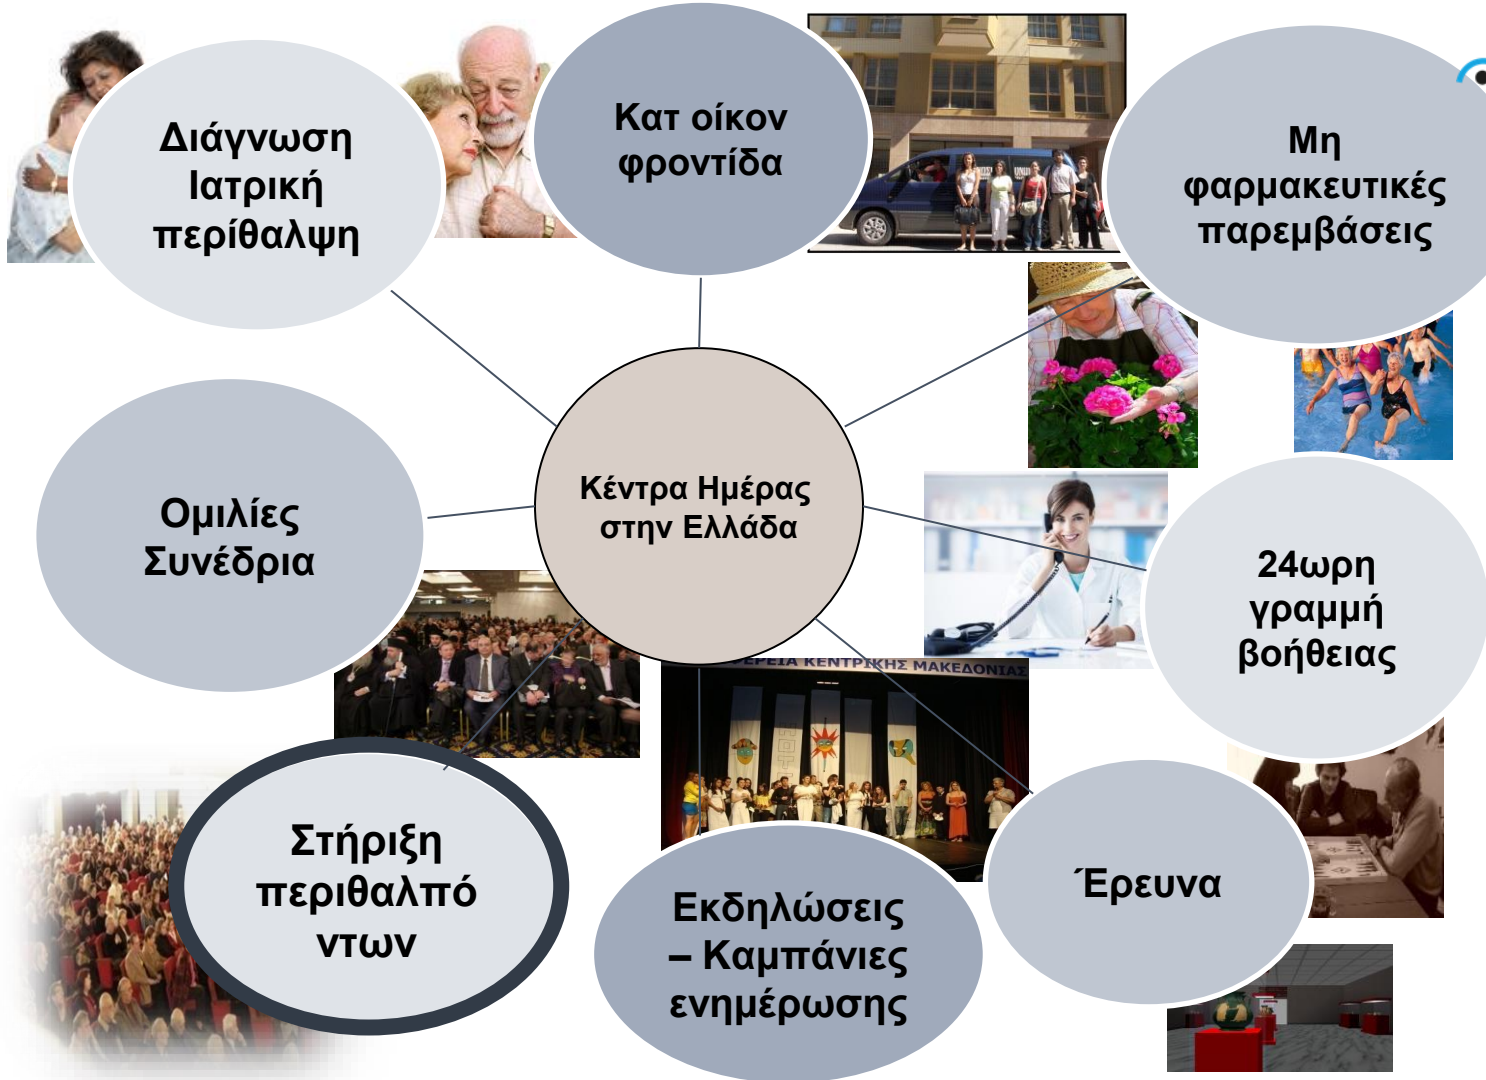 Διάγνωση
Ιατρική
περίθαλψη
Κατ οίκον
φροντίδα
Μη
φαρμακευτικές
παρεμβάσεις
Κέντρα Ημέρας
στην Ελλάδα
Ομιλίες
Συνέδρια
24ωρη
γραμμή
βοήθειας
ΦΕΡΕΙΑ ΚΕΝΤΡΙΚΗΣ ΜΑΚΕΔΟΝΙΑΣ
Στήριξη
περιθαλπό
ντων
Εκδηλώσεις
– Καμπάνιες
ενημέρωσης
Έρευνα